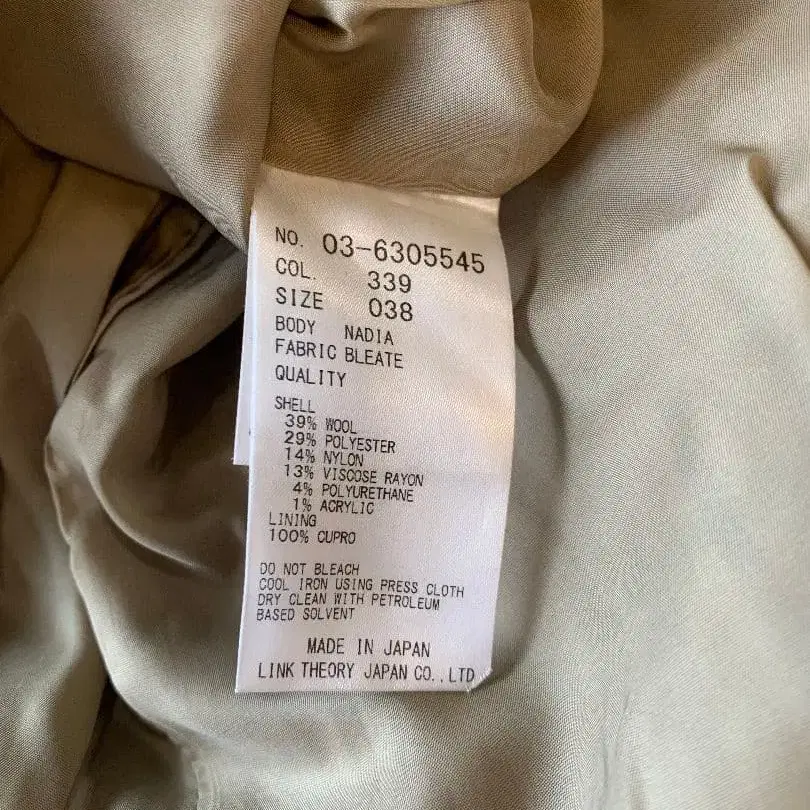 NO. 03-6305545
COL. 339
SIZE 038
BODY NADIA
FABRIC BLEATE
QUALITY
SHELL
39% WOOL
29% POLYESTER
14% NYLON
13% VISCOSE RAYON
4% POLYURETHANE
1% ACRYLIC
LINING
100% CUPRO
DO NOT BLEACH
COOL IRON USING PRESS CLOTH
DRY CLEAN WITH PETROLEUM
BASED SOLVENT
MADE IN JAPAN
LINK THEORY JAPAN CO.,LTD